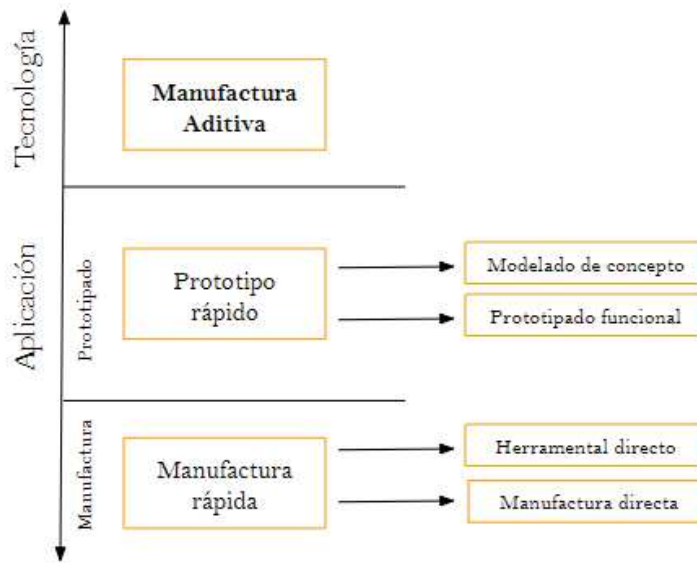 Tecnología
Manufactura
Aditiva
Aplicación
Prototipado
Prototipo
rápido
Modelado de concepto
Prototipado funcional
Manufactura
Manufactura
rápida
Herramental directo
Manufactura directa